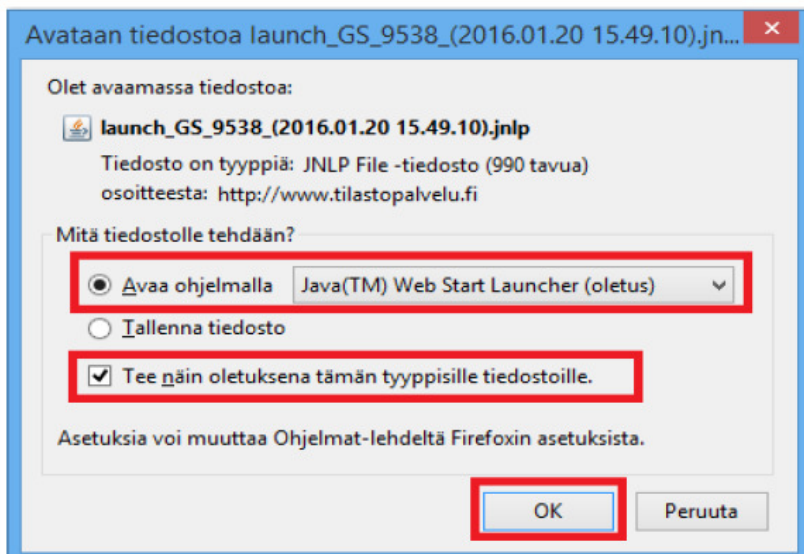 Avataan tiedostoa launch_GS_9538_(2016.01.20 15.49.10).jn...
Olet avaamassa tiedostoa:
launch_GS_9538_(2016.01.20 15.49.10).jnlp
Tiedosto on tyyppiä: JNLP File -tiedosto (990 tavua)
osoitteesta: http://www.tilastopalvelu.fi
Mitä tiedostolle tehdään?
Avaa ohjelmalla Java(TM) Web Start Launcher (oletus)
Tallenna tiedosto
Tee näin oletuksena tämän tyyppisille tiedostoille.
Asetuksia voi muuttaa Ohjelmat-lehdeltä Firefoxin asetuksista.
OK Peruuta